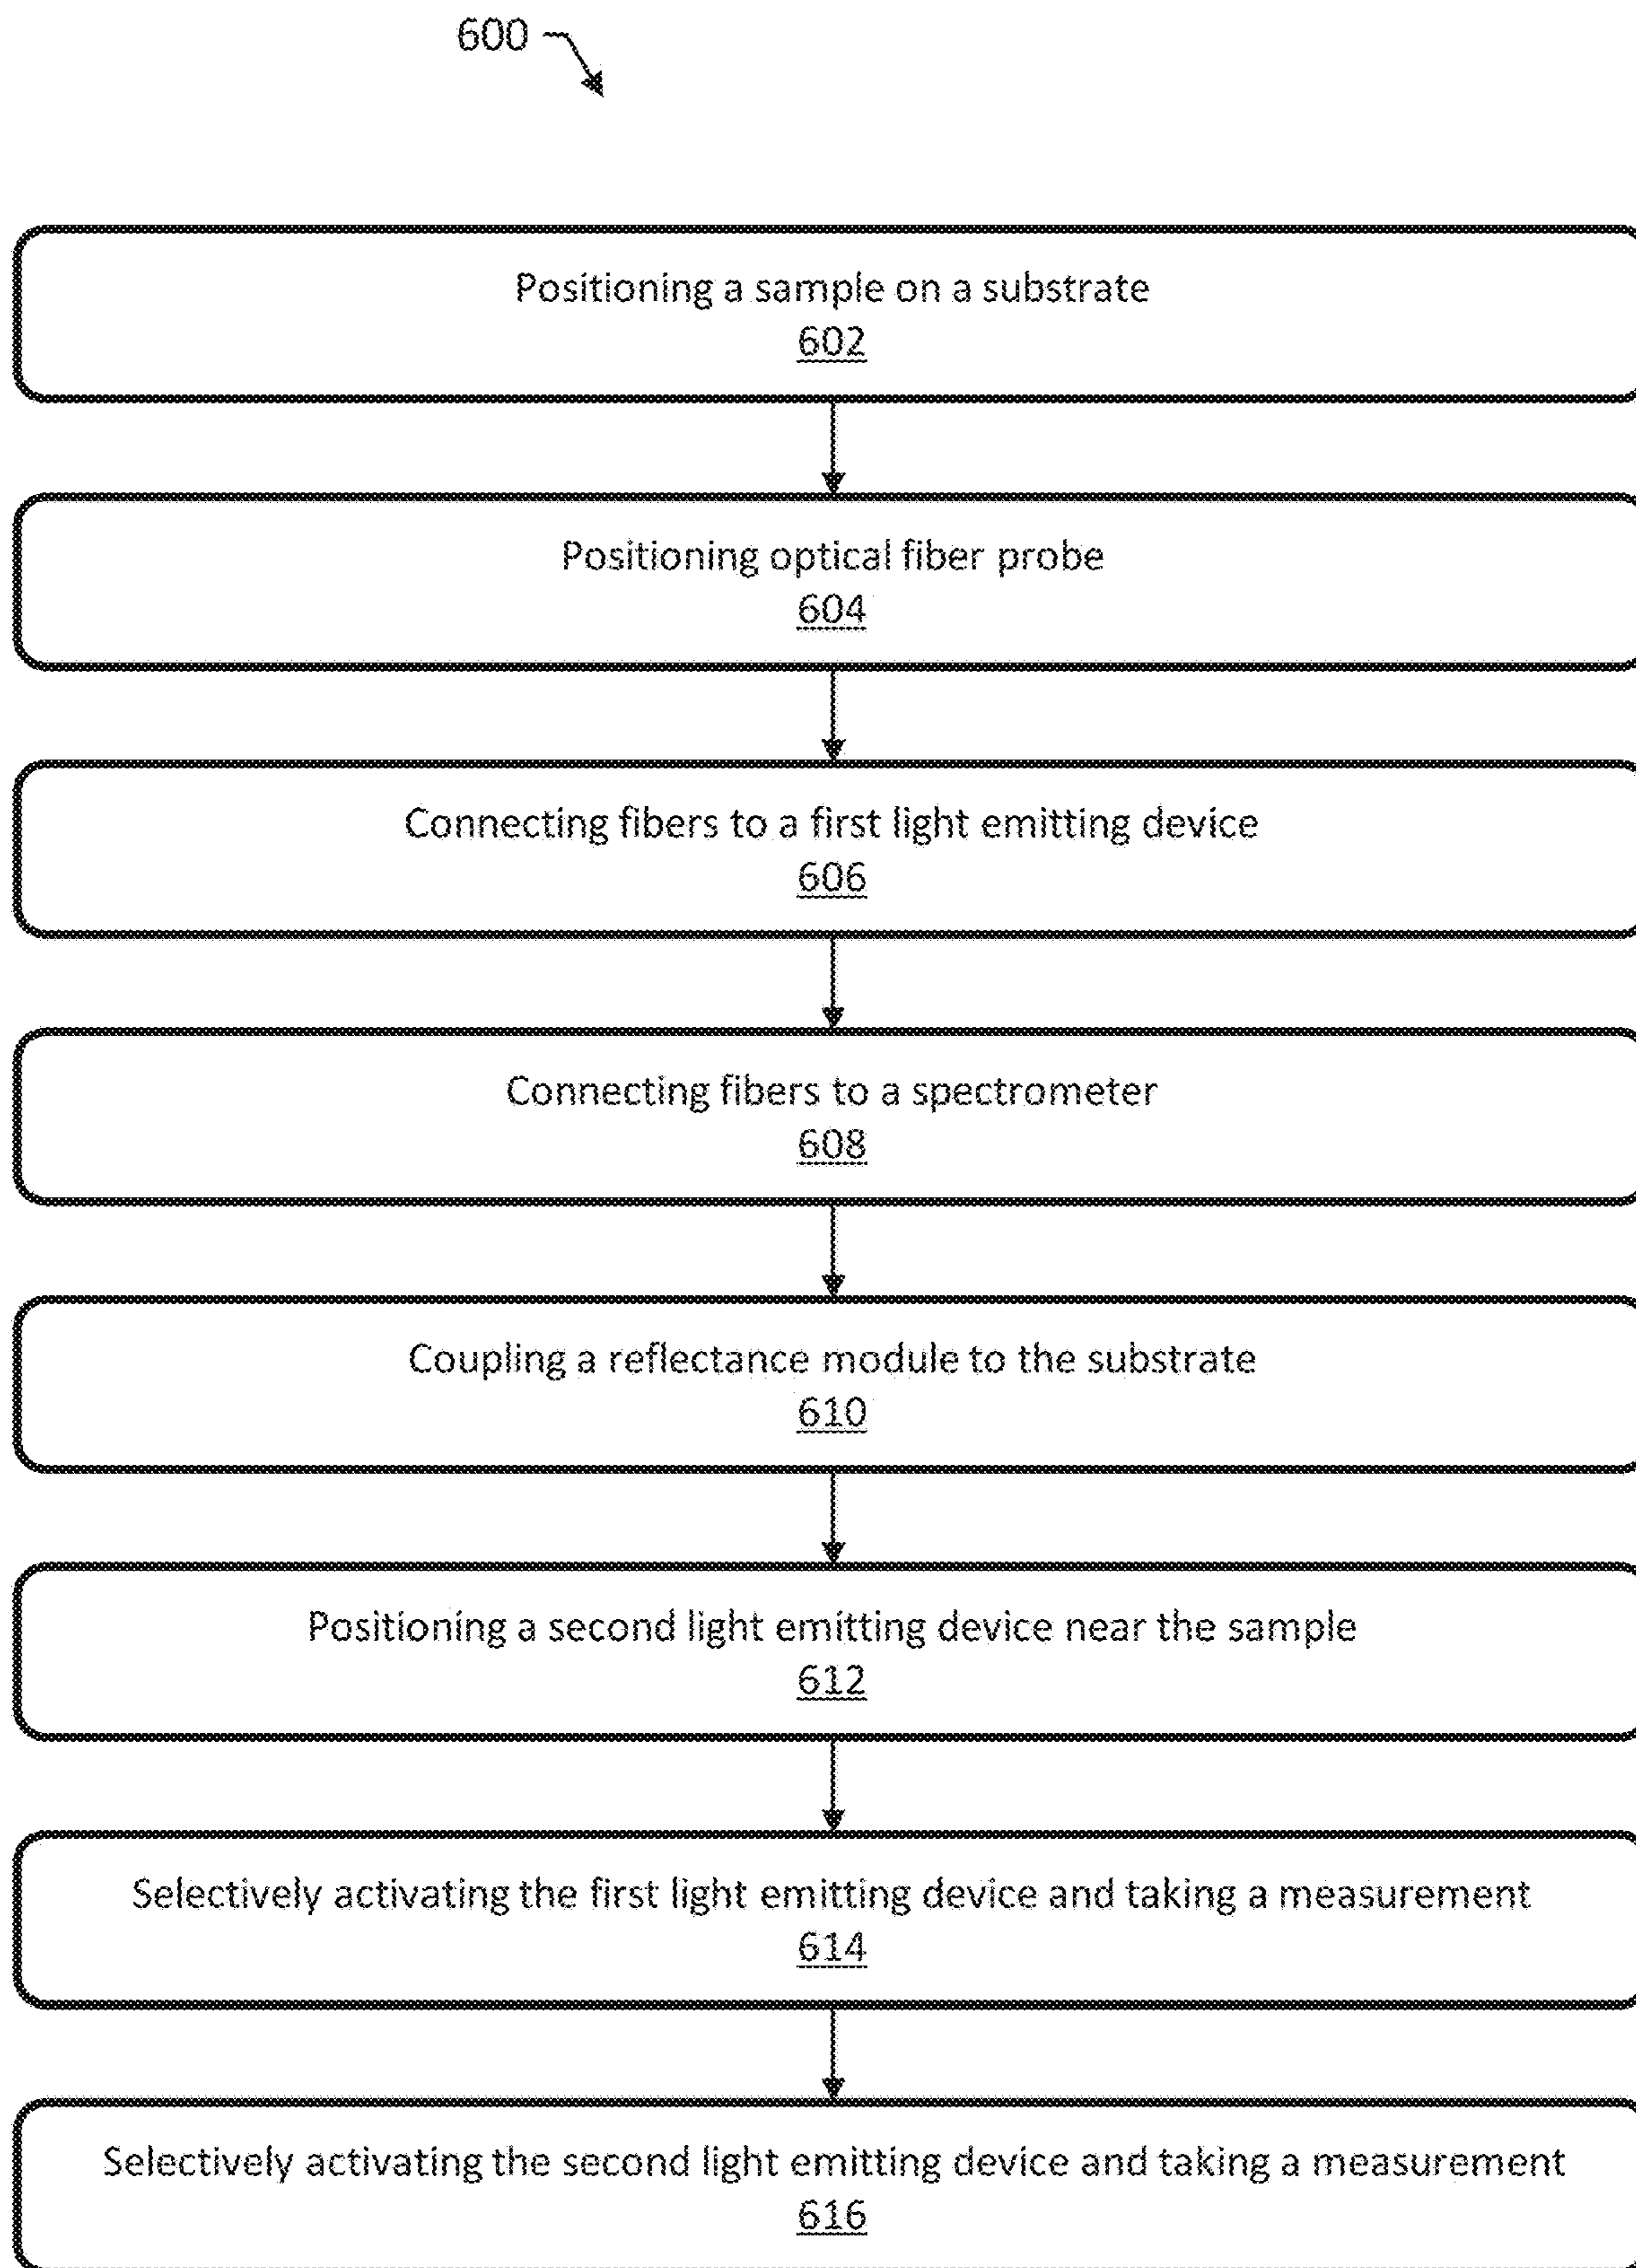 600
Positioning a sample on a substrate
602
Positioning optical fiber probe
604
Connecting fibers to a first light emitting device
606
Connecting fibers to a spectrometer
608
Coupling a reflectance module to the substrate
610
Positioning a second light emitting device near the sample
612
Selectively activating the first light emitting device and taking a measurement
614
Selectively activating the second light emitting device and taking a measurement
616